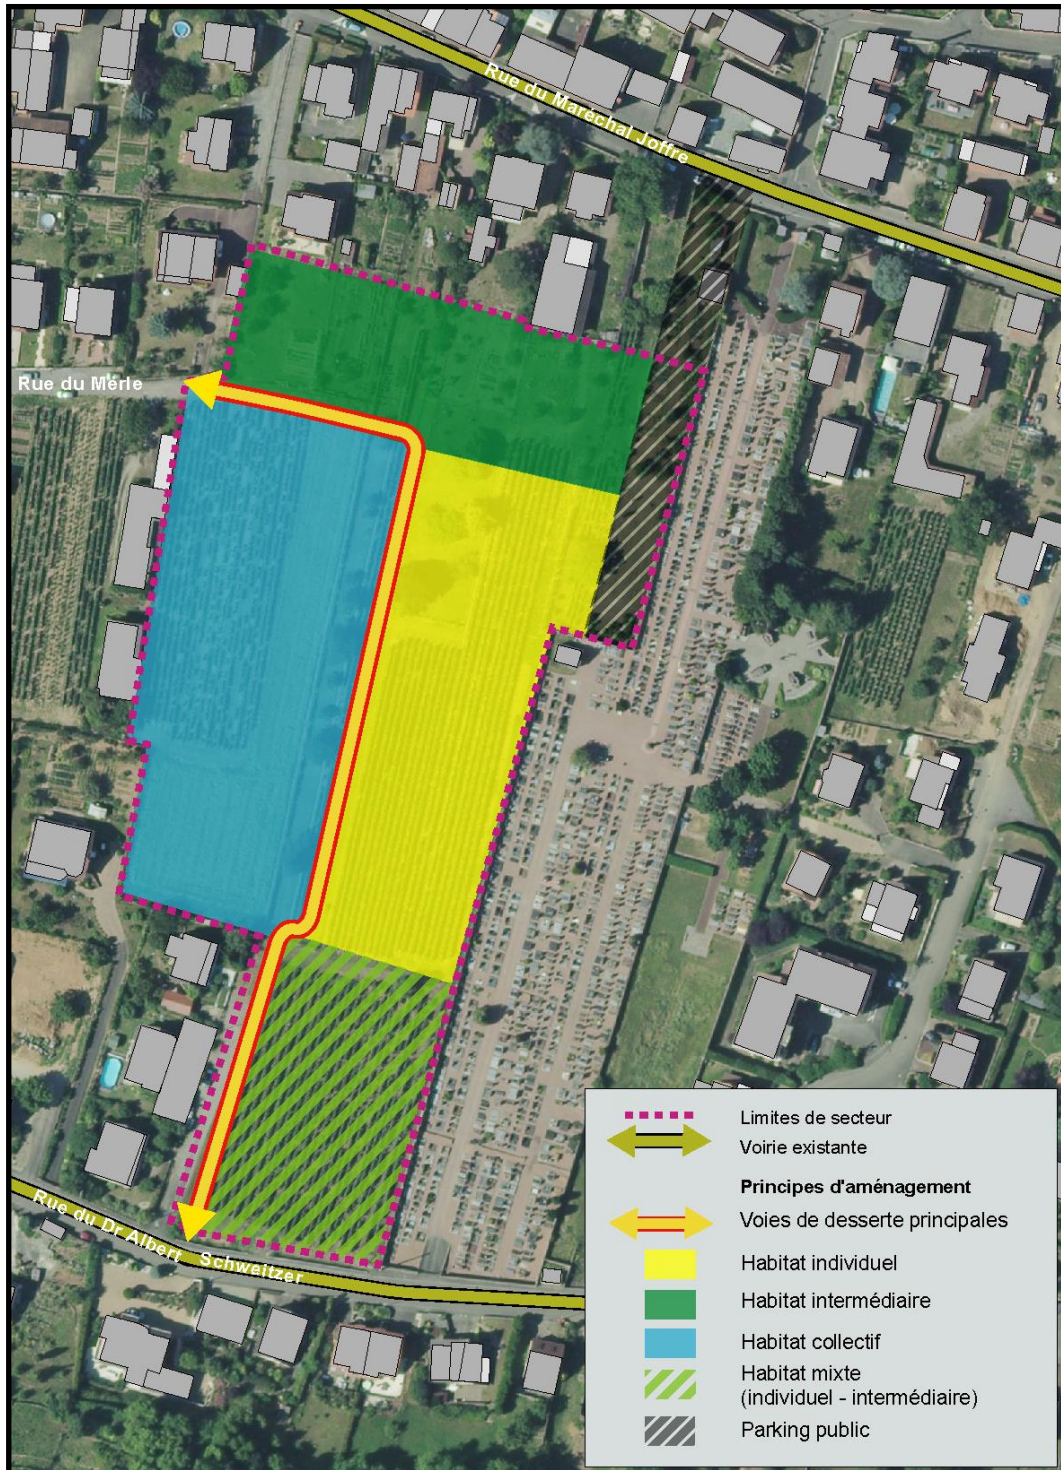 Rue du Maréchal Joffre
Rue du Merle
Rue du Dr Albert Schweitzer
Limites de secteur
Voirie existante
Principes d'aménagement
Voies de desserte principales
Habitat individuel
Habitat intermédiaire
Habitat collectif
Habitat mixte
(individuel - intermédiaire)
Parking public